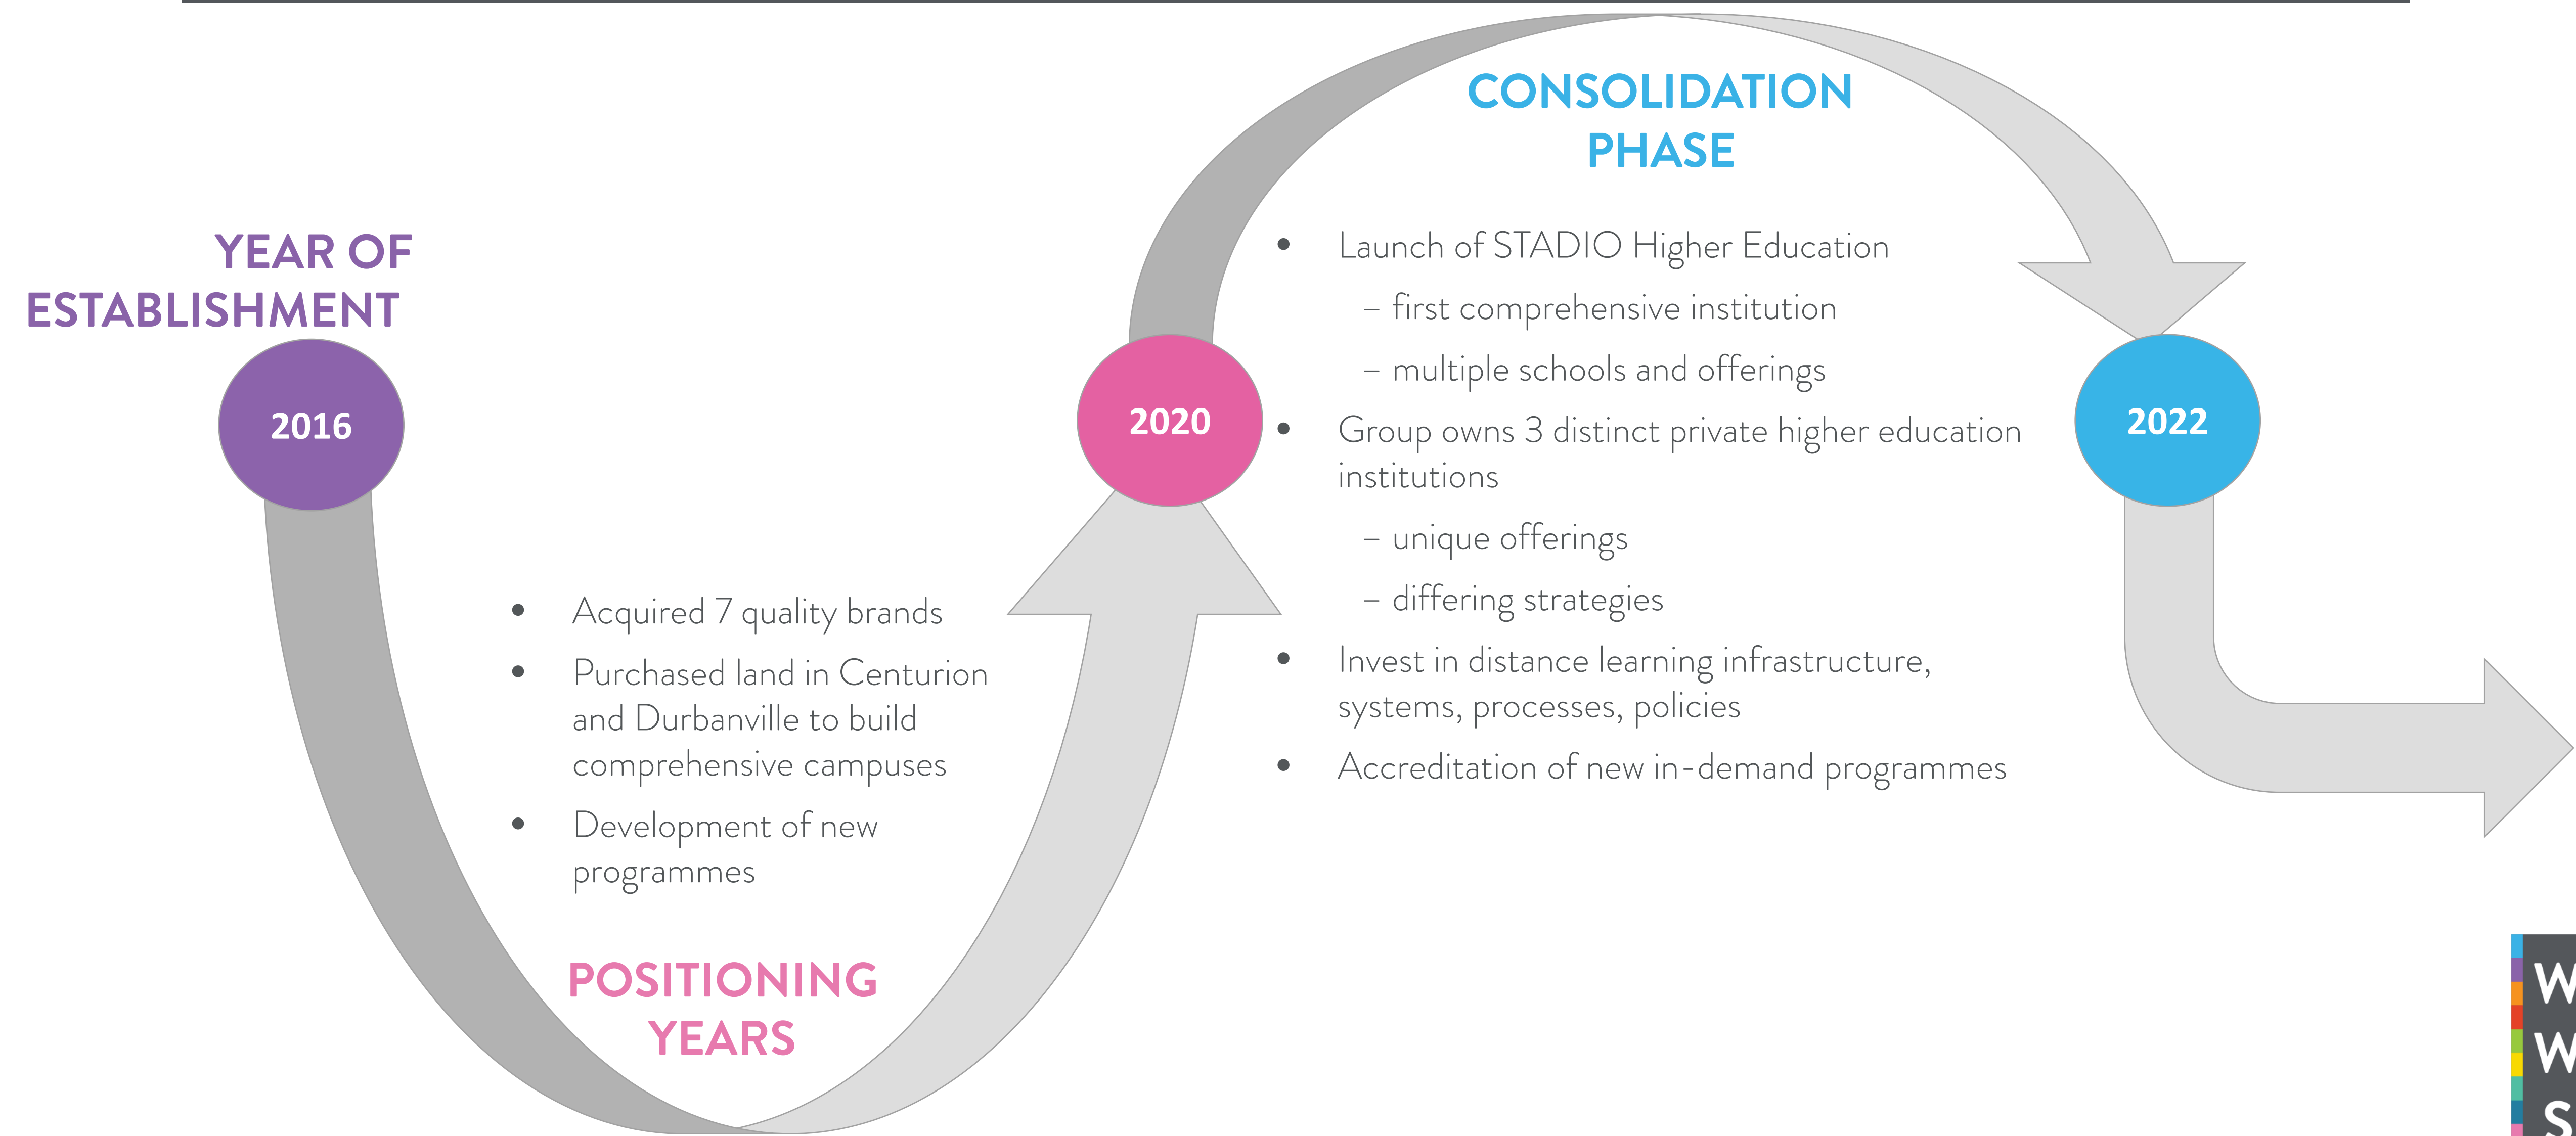 YEAR OF
ESTABLISHMENT
2016
• Acquired 7 quality brands
• Purchased land in Centurion
and Durbanville to build
comprehensive campuses
• Development of new
programmes
POSITIONING
YEARS
2020
CONSOLIDATION
PHASE
• Launch of STADIO Higher Education
– first comprehensive institution
– multiple schools and offerings
• Group owns 3 distinct private higher education
institutions
– unique offerings
– differing strategies
• Invest in distance learning infrastructure,
systems, processes, policies
• Accreditation of new in-demand programmes
2022